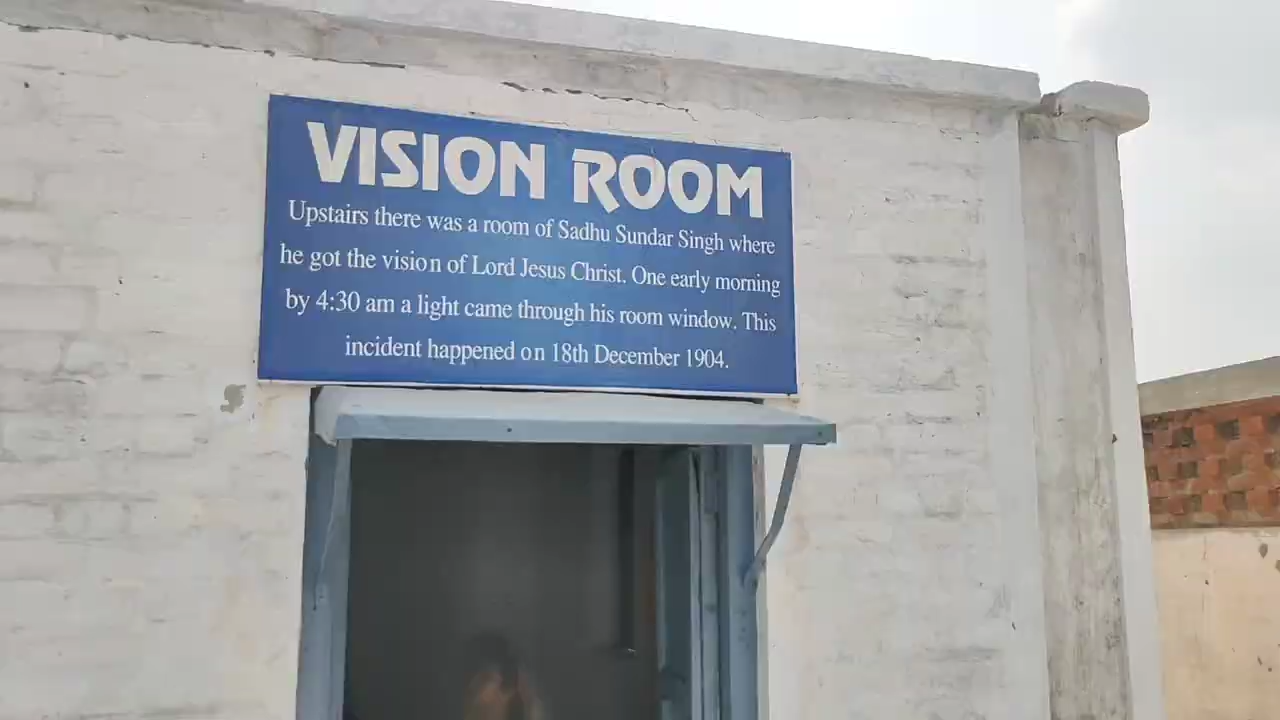 VISION ROOM
Upstairs there was a room of Sadhu Sundar Singh where
he got the vision of Lord Jesus Christ. One early morning
by 4:30 am a light came through his room window. This
incident happened on 18th December 1904.